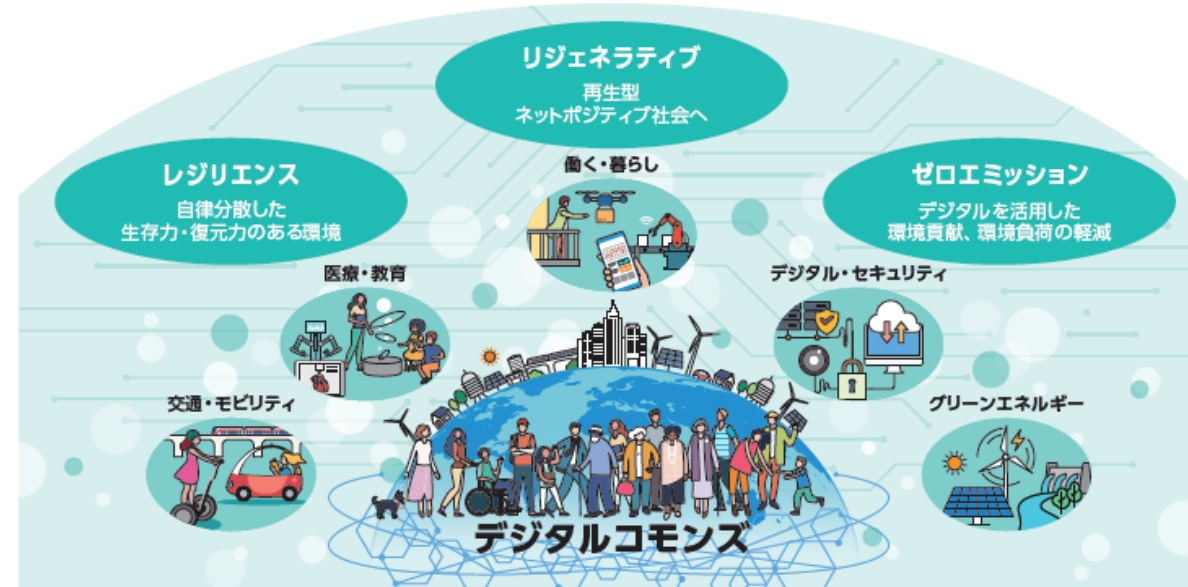 リジェネラティブ
再生型
ネットポジティブ社会へ
レジリエンス
自律分散した
生存力・復元力のある環境
ゼロエミッション
デジタルを活用した
環境貢献、環境負荷の軽減
働く・暮らし
医療・教育
デジタル・セキュリティ
交通・モビリティ
グリーンエネルギー
デジタルコモンズ